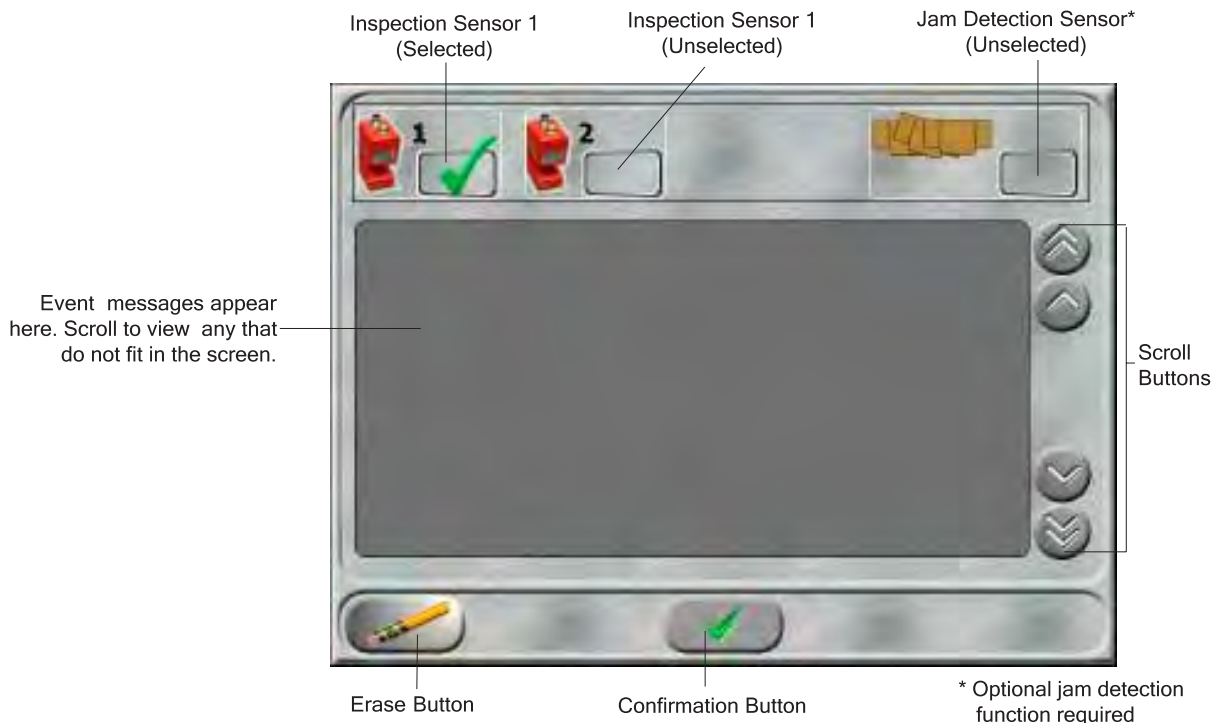 Inspection Sensor 1
(Selected)
Inspection Sensor 1
(Unselected)
Jam Detection Sensor*
(Unselected)
1
2
Event messages appear
here. Scroll to view any that
do not fit in the screen.
Scroll
Buttons
Erase Button
Confirmation Button
* Optional jam detection
function required